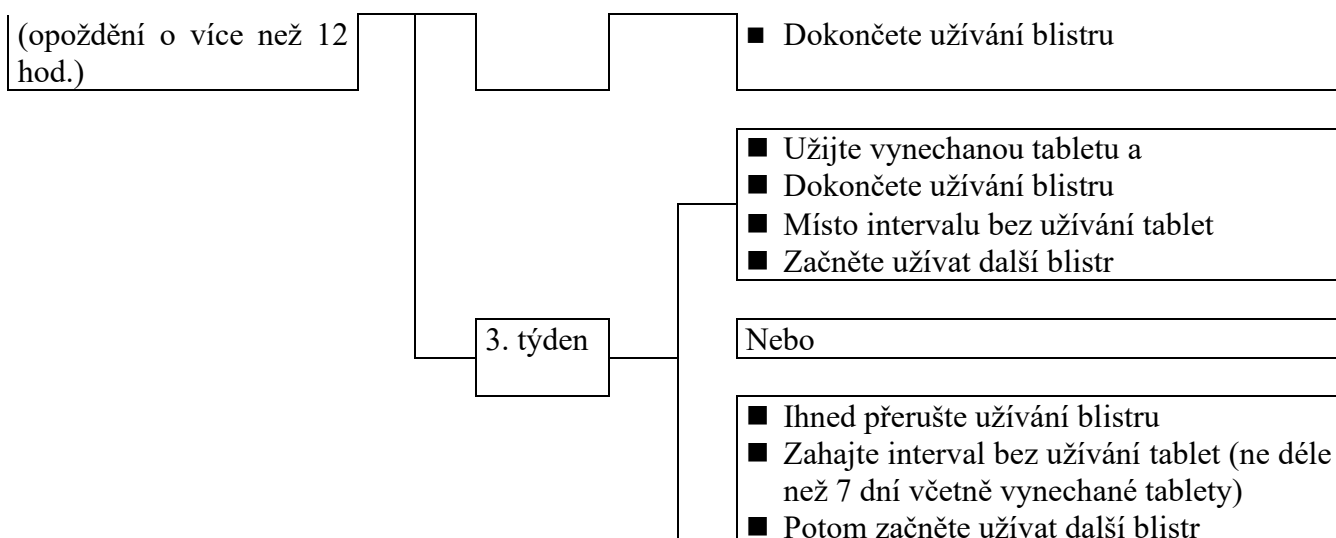 (opoždění o více než 12
hod.)
■ Dokončete užívání blistru
■ Užijte vynechanou tabletu a
■ Dokončete užívání blistru
■ Místo intervalu bez užívání tablet
■ Začněte užívat další blistr
3. týden
Nebo
■ Ihned přerušte užívání blistru
■ Zahajte interval bez užívání tablet (ne déle
než 7 dní včetně vynechané tablety)
■ Potom začněte užívat další blistr